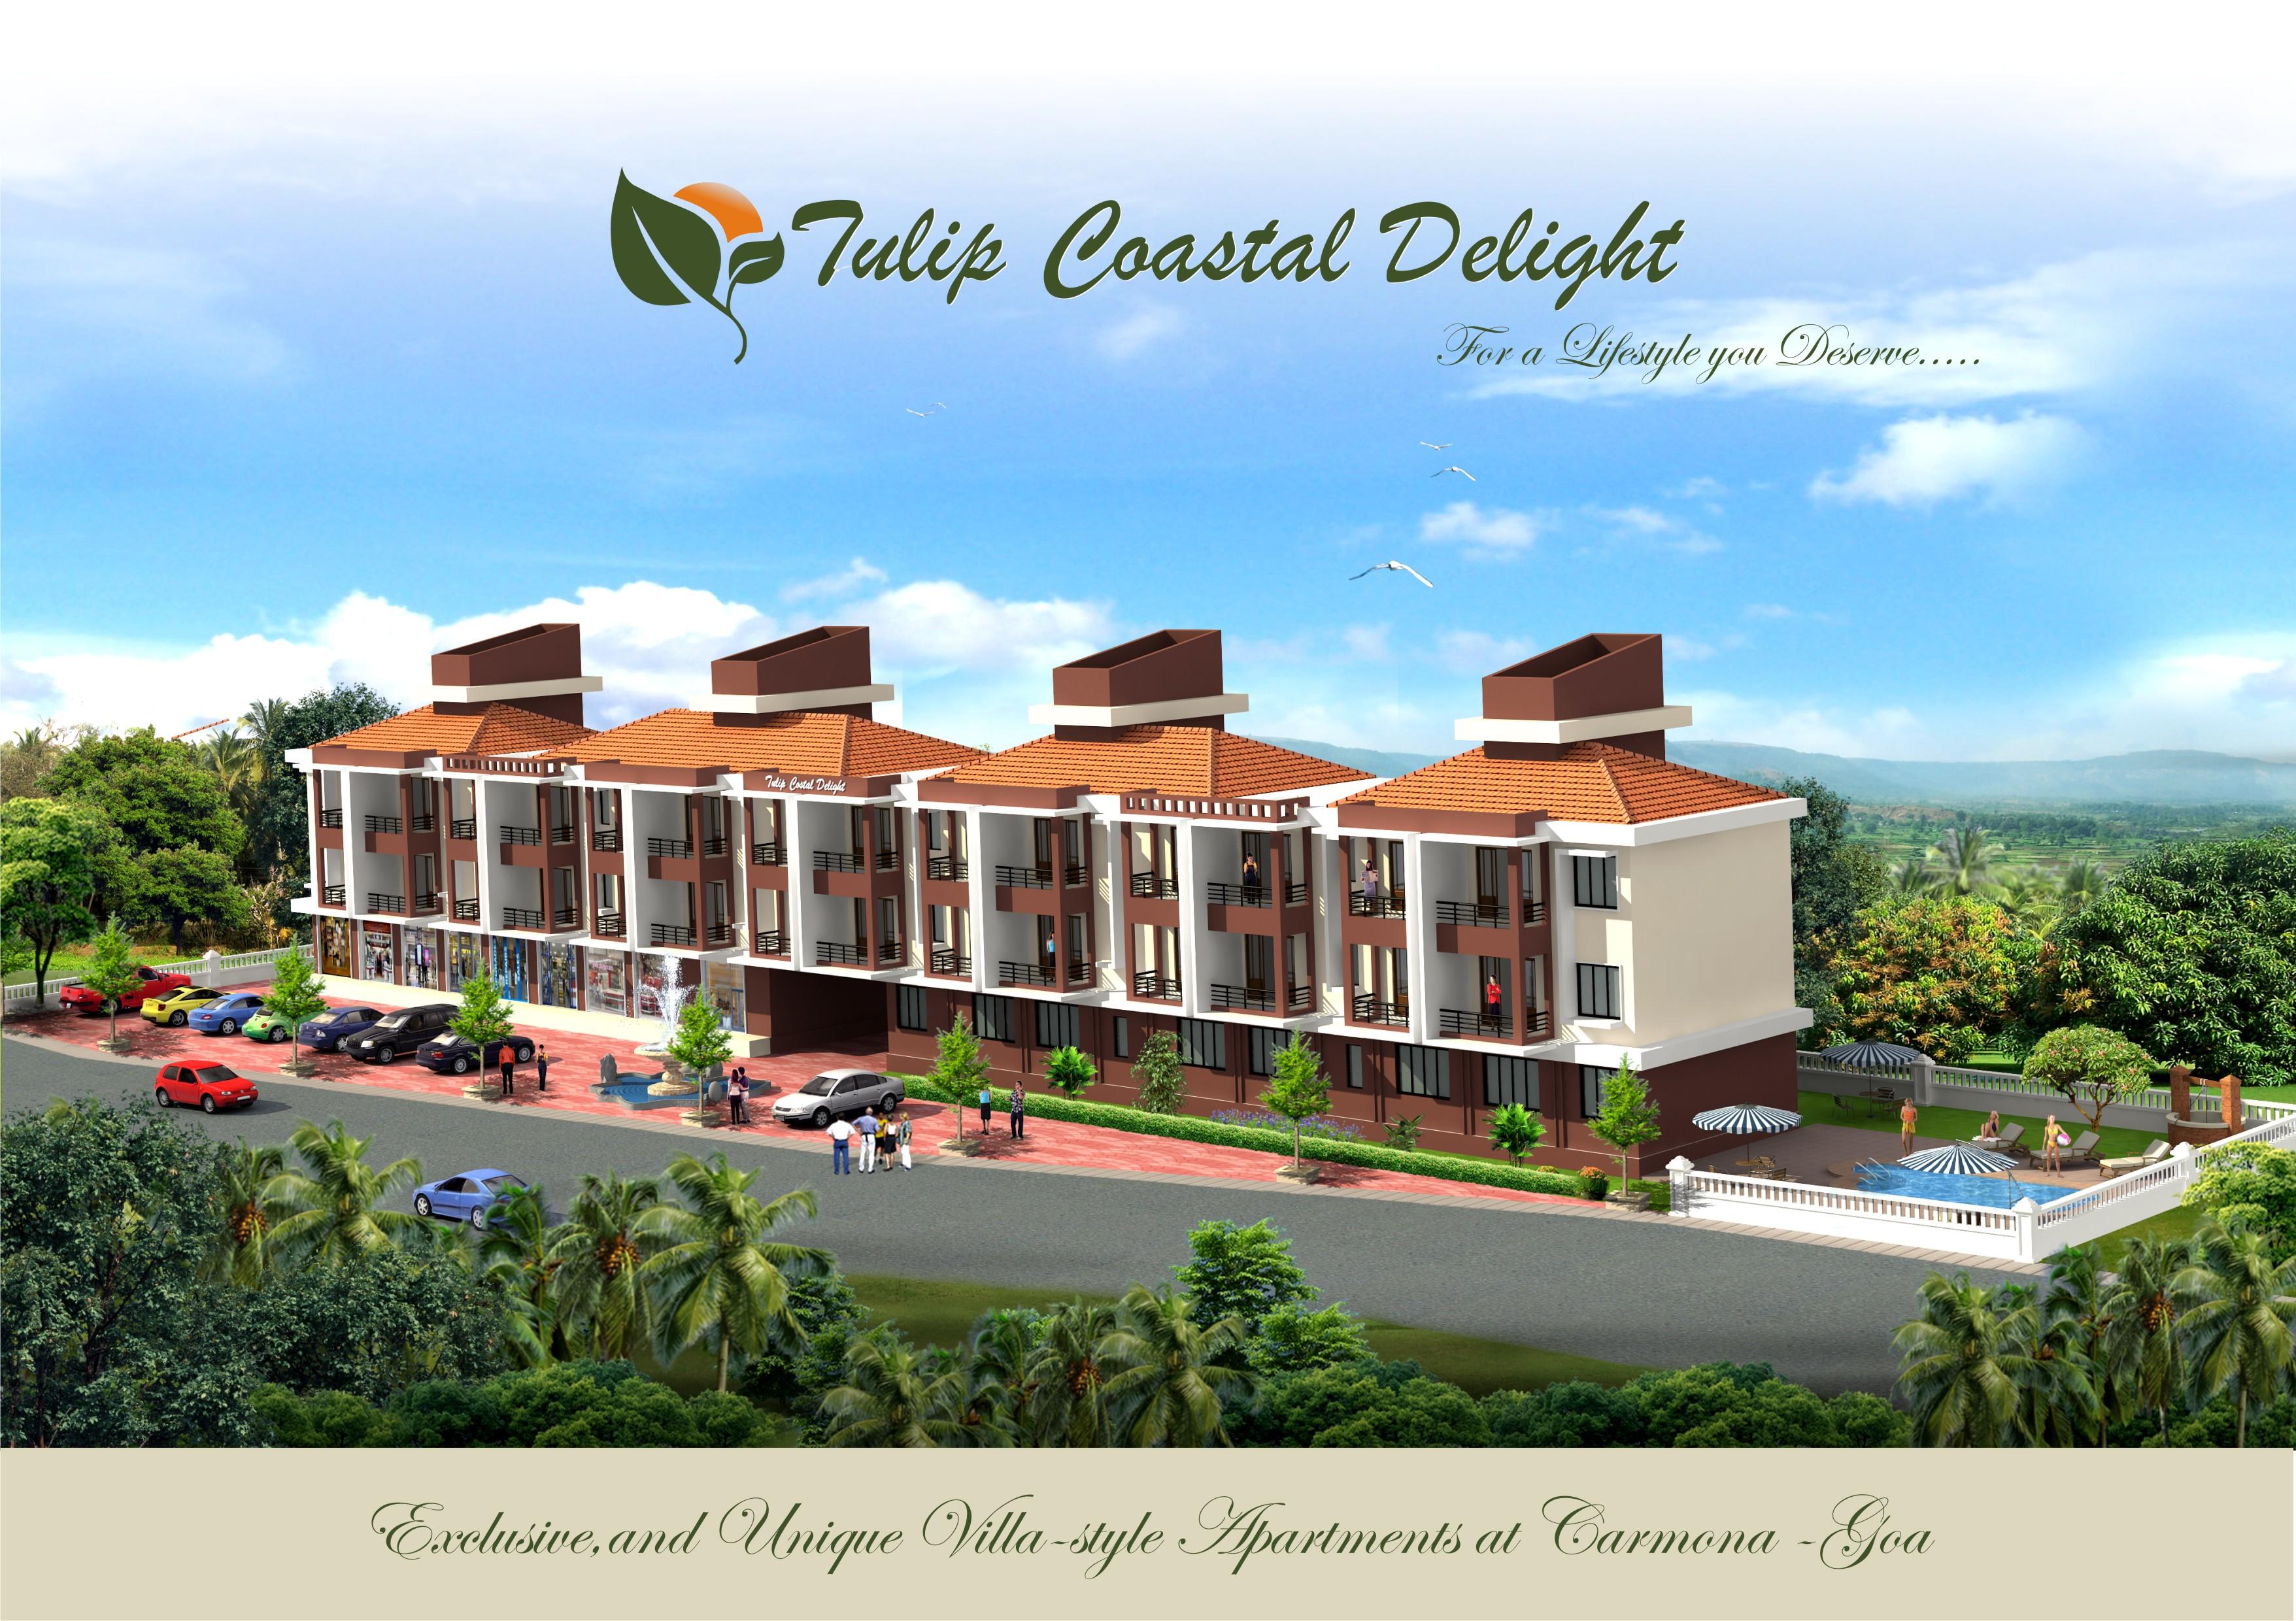 Tulip Coastal Delight
For a Lifestyle you Deserve.....
Tulip Costal Delight
Exclusive, and Unique Villa-style Apartments at Carmona -Goa